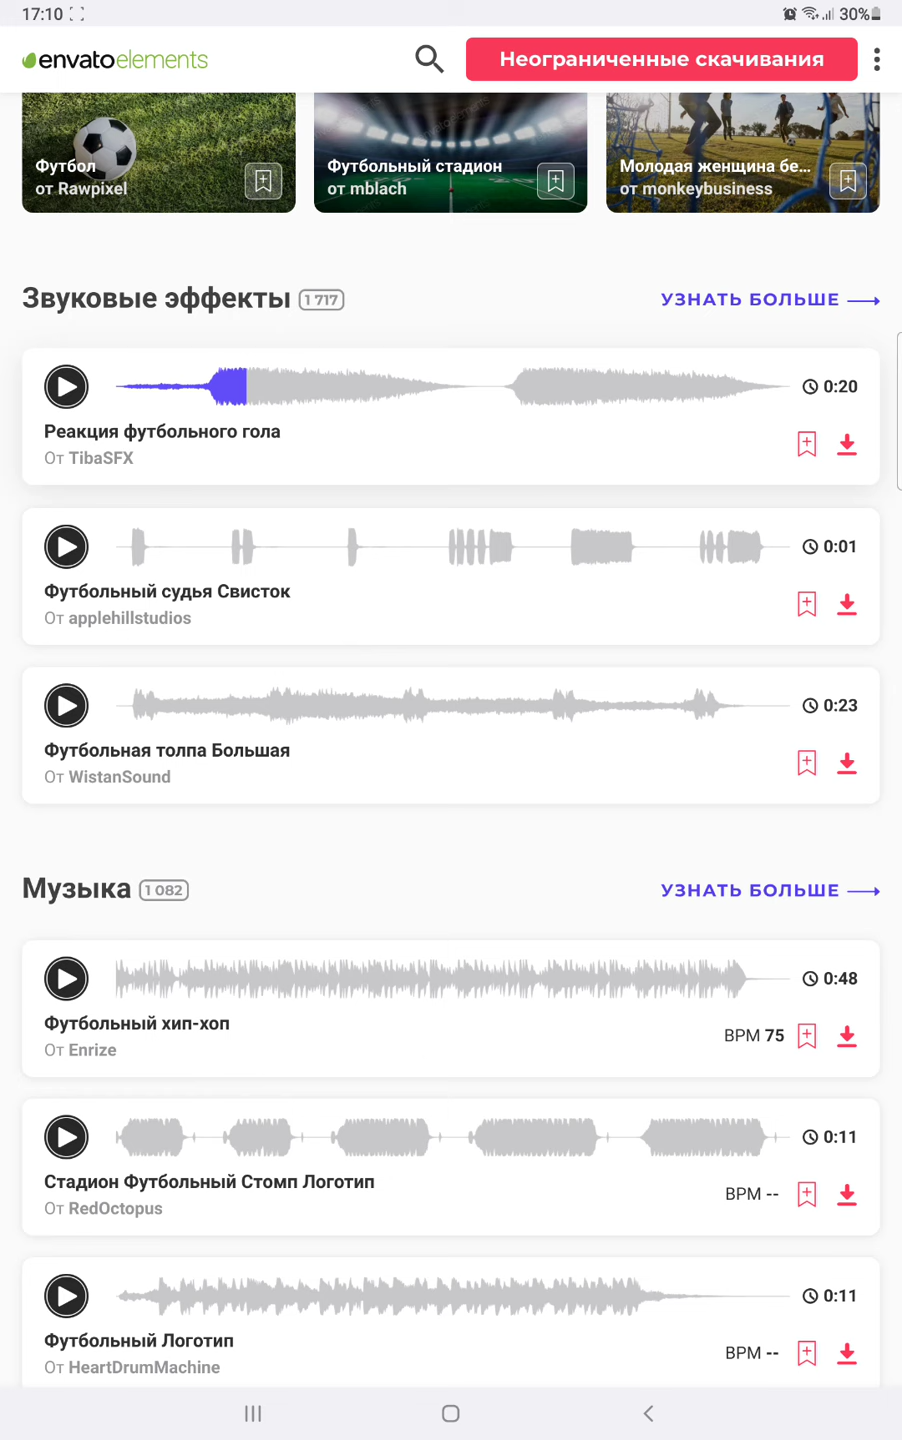 17:10
30%
envato elements
Неограниченные скачивания
Футбол
от Rawpixel
Футбольный стадион
от mblach
Молодая женщина бе...
от monkeybusiness
Звуковые эффекты 1 717
УЗНАТЬ БОЛЬШЕ
0:20
Реакция футбольного гола
От TibaSFX
0:01
Футбольный судья Свисток
От applehillstudios
0:23
Футбольная толпа Большая
От WistanSound
Музыка 1 082
УЗНАТЬ БОЛЬШЕ
0:48
Футбольный хип-хоп
BPM 75
От Enrize
0:11
Стадион Футбольный Стомп Логотип
BPM --
От RedOctopus
0:11
Футбольный Логотип
BPM --
От HeartDrumMachine